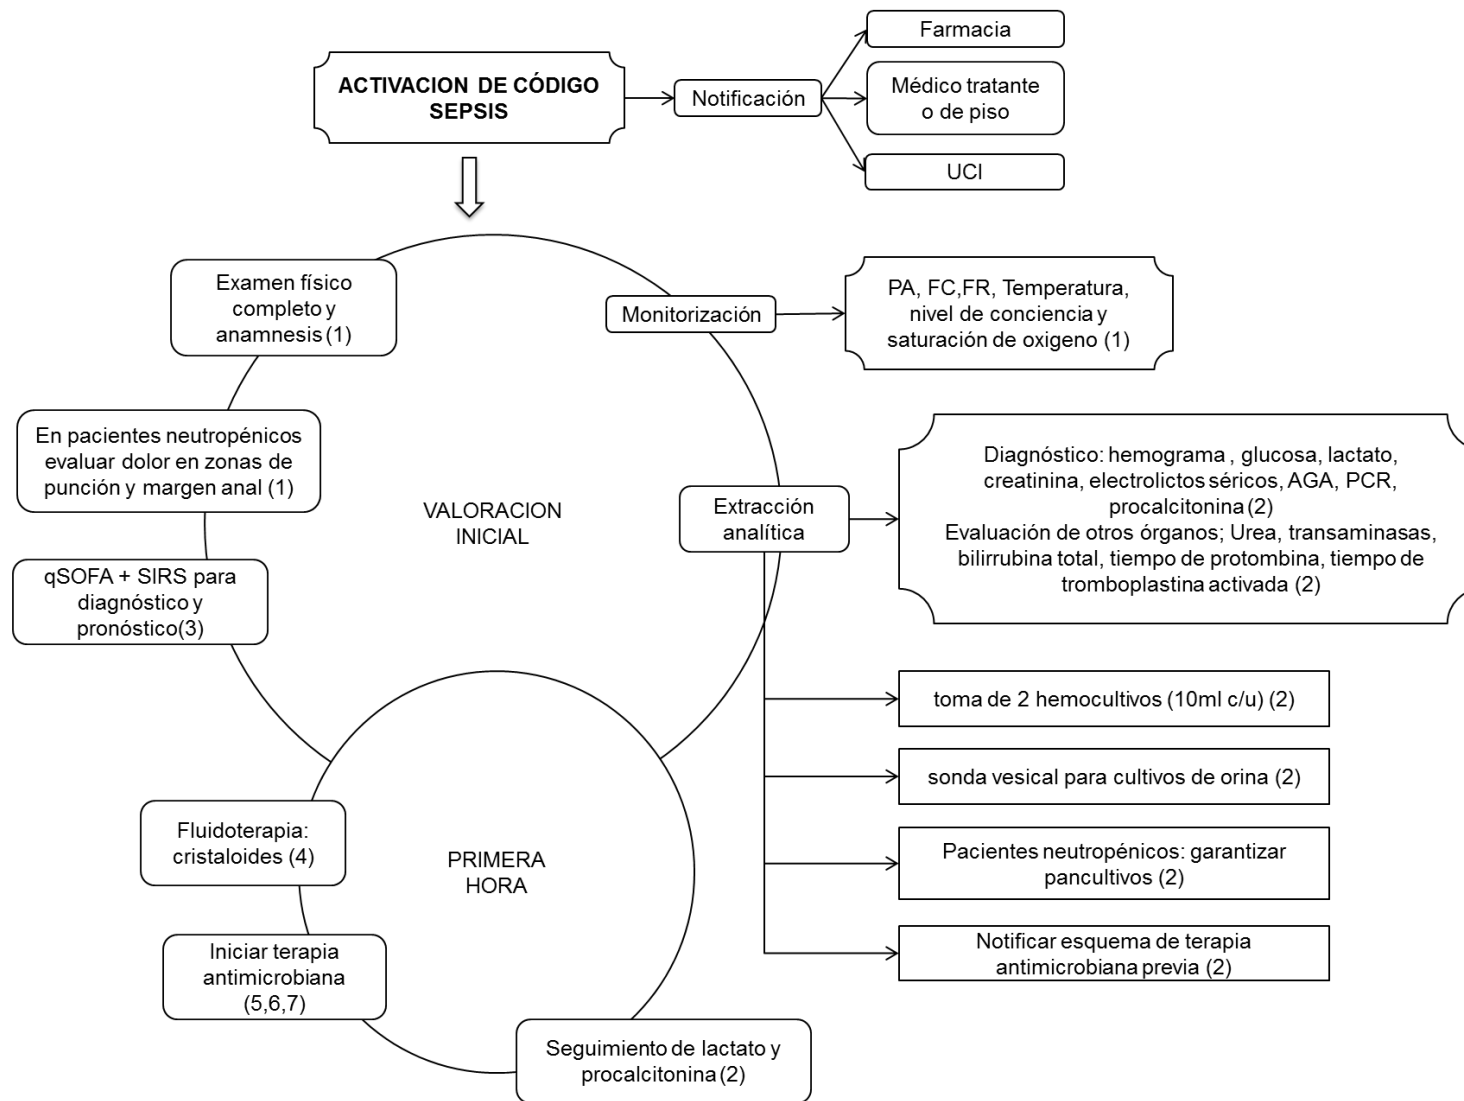 ACTIVACION DE CÓDIGO
SEPSIS
Notificación
Farmacia
Médico tratante
o de piso
UCI
Examen físico
completo y
anamnesis (1)
Monitorización
PA, FC,FR, Temperatura,
nivel de conciencia y
saturación de oxigeno (1)
En pacientes neutropénicos
evaluar dolor en zonas de
punción y margen anal (1)
VALORACION
INICIAL
Extracción
analítica
Diagnóstico: hemograma , glucosa, lactato,
creatinina, electrolictos séricos, AGA, PCR,
procalcitonina (2)
Evaluación de otros órganos; Urea, transaminasas,
bilirrubina total, tiempo de protombina, tiempo de
tromboplastina activada (2)
qSOFA + SIRS para
diagnóstico y
pronóstico(3)
toma de 2 hemocultivos (10ml c/u) (2)
sonda vesical para cultivos de orina (2)
Pacientes neutropénicos: garantizar
pancultivos (2)
Notificar esquema de terapia
antimicrobiana previa (2)
Fluidoterapia:
cristaloides (4)
PRIMERA
HORA
Iniciar terapia
antimicrobiana
(5,6,7)
Seguimiento de lactato y
procalcitonina (2)